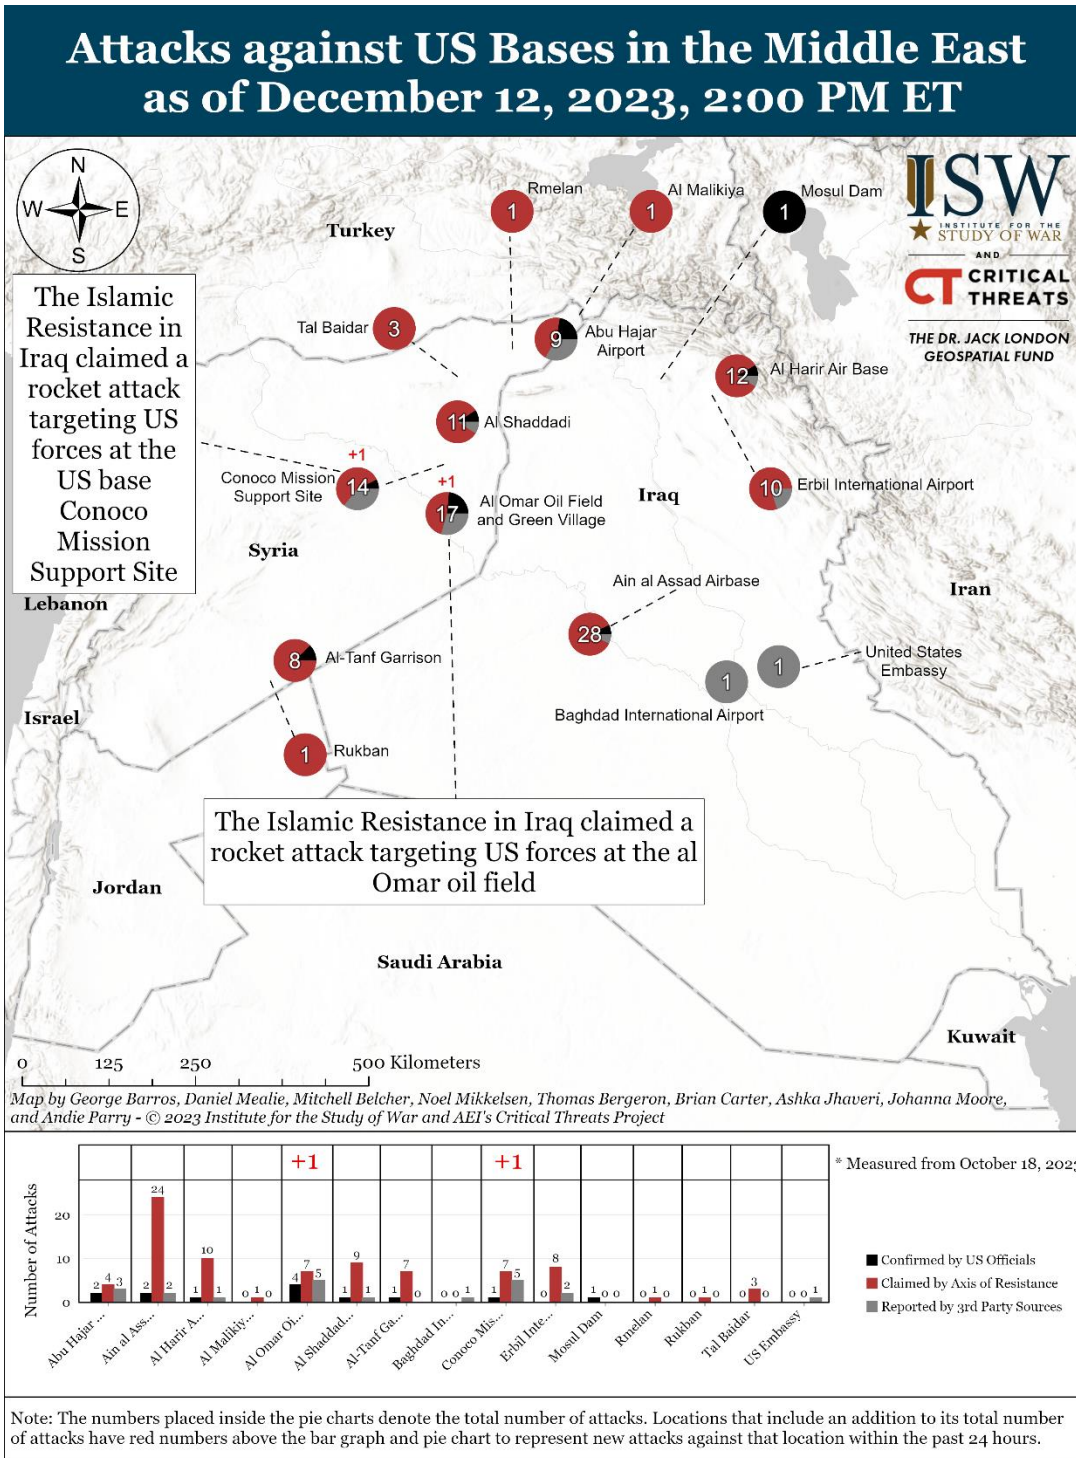 Attacks against US Bases in the Middle East
as of December 12, 2023, 2:00 PM ET
N
W
E
S
ISW
INSTITUTE FOR THE
STUDY OF WAR
AND
CT CRITICAL
THREATS
THE DR. JACK LONDON
GEOSPATIAL FUND
Turkey
Rmelan
1
Al Malikiya
1
Mosul Dam
1
The Islamic
Resistance in
Iraq claimed a
rocket attack
targeting US
forces at the
US base
Conoco
Mission
Support Site
Tal Baidar
3
9
Abu Hajar
Airport
12
Al Harir Air Base
11
Al Shaddadi
+1
Conoco Mission
Support Site
14
+1
17
Al Omar Oil Field
and Green Village
Iraq
10
Erbil International Airport
Syria
Ain al Assad Airbase
28
Iran
Lebanon
8
Al-Tanf Garrison
1
United States
Embassy
1
Baghdad International Airport
Israel
1
Rukban
The Islamic Resistance in Iraq claimed a
rocket attack targeting US forces at the al
Omar oil field
Jordan
Saudi Arabia
Kuwait
0 125 250 500 Kilometers
Map by George Barros, Daniel Mealie, Mitchell Belcher, Noel Mikkelsen, Thomas Bergeron, Brian Carter, Ashka Jhaveri, Johanna Moore,
and Andie Parry - © 2023 Institute for the Study of War and AEI's Critical Threats Project
+1 +1
* Measured from October 18, 2023
Number of Attacks
20
10
0
2 4 3
2 24 2
1 10 1
0 1 0
4 7 5
1 9 1
1 7 0
0 0 1
1 7 5
0 8 2
1 0 0
0 1 0
0 1 0
0 3 0
0 0 1
Abu Hajar ...
Ain al Ass...
Al Harir A...
Al Malikiy...
Al Omar Oi...
Al Shaddad...
Al-Tanf Ga...
Baghdad In...
Conoco Mis...
Erbil Inte...
Mosul Dam
Rmelan
Rukban
Tal Baidar
US Embassy
Confirmed by US Officials
Claimed by Axis of Resistance
Reported by 3rd Party Sources
Note: The numbers placed inside the pie charts denote the total number of attacks. Locations that include an addition to its total number
of attacks have red numbers above the bar graph and pie chart to represent new attacks against that location within the past 24 hours.